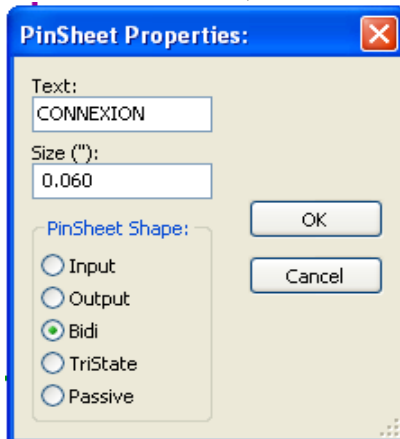 PinSheet Properties:
Text:
CONNEXION
Size ("):
0.060
PinSheet Shape:
Input
Output
Bidi
TriState
Passive
OK
Cancel